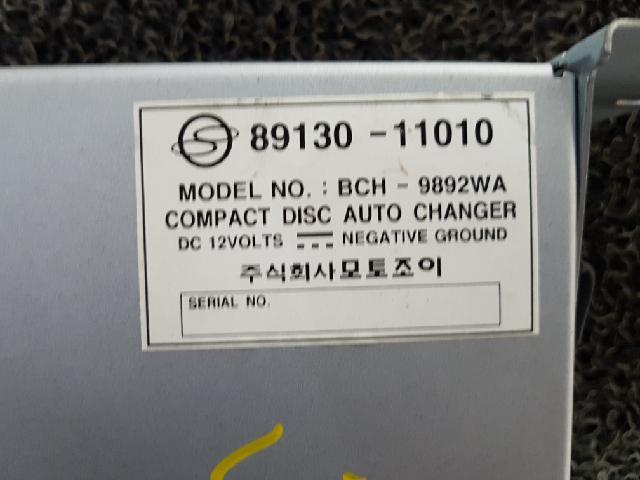 89130-11010
MODEL NO. : BCH - 9892WA
COMPACT DISC AUTO CHANGER
DC 12VOLTS NEGATIVE GROUND
주식회사모토조이
SERIAL NO.